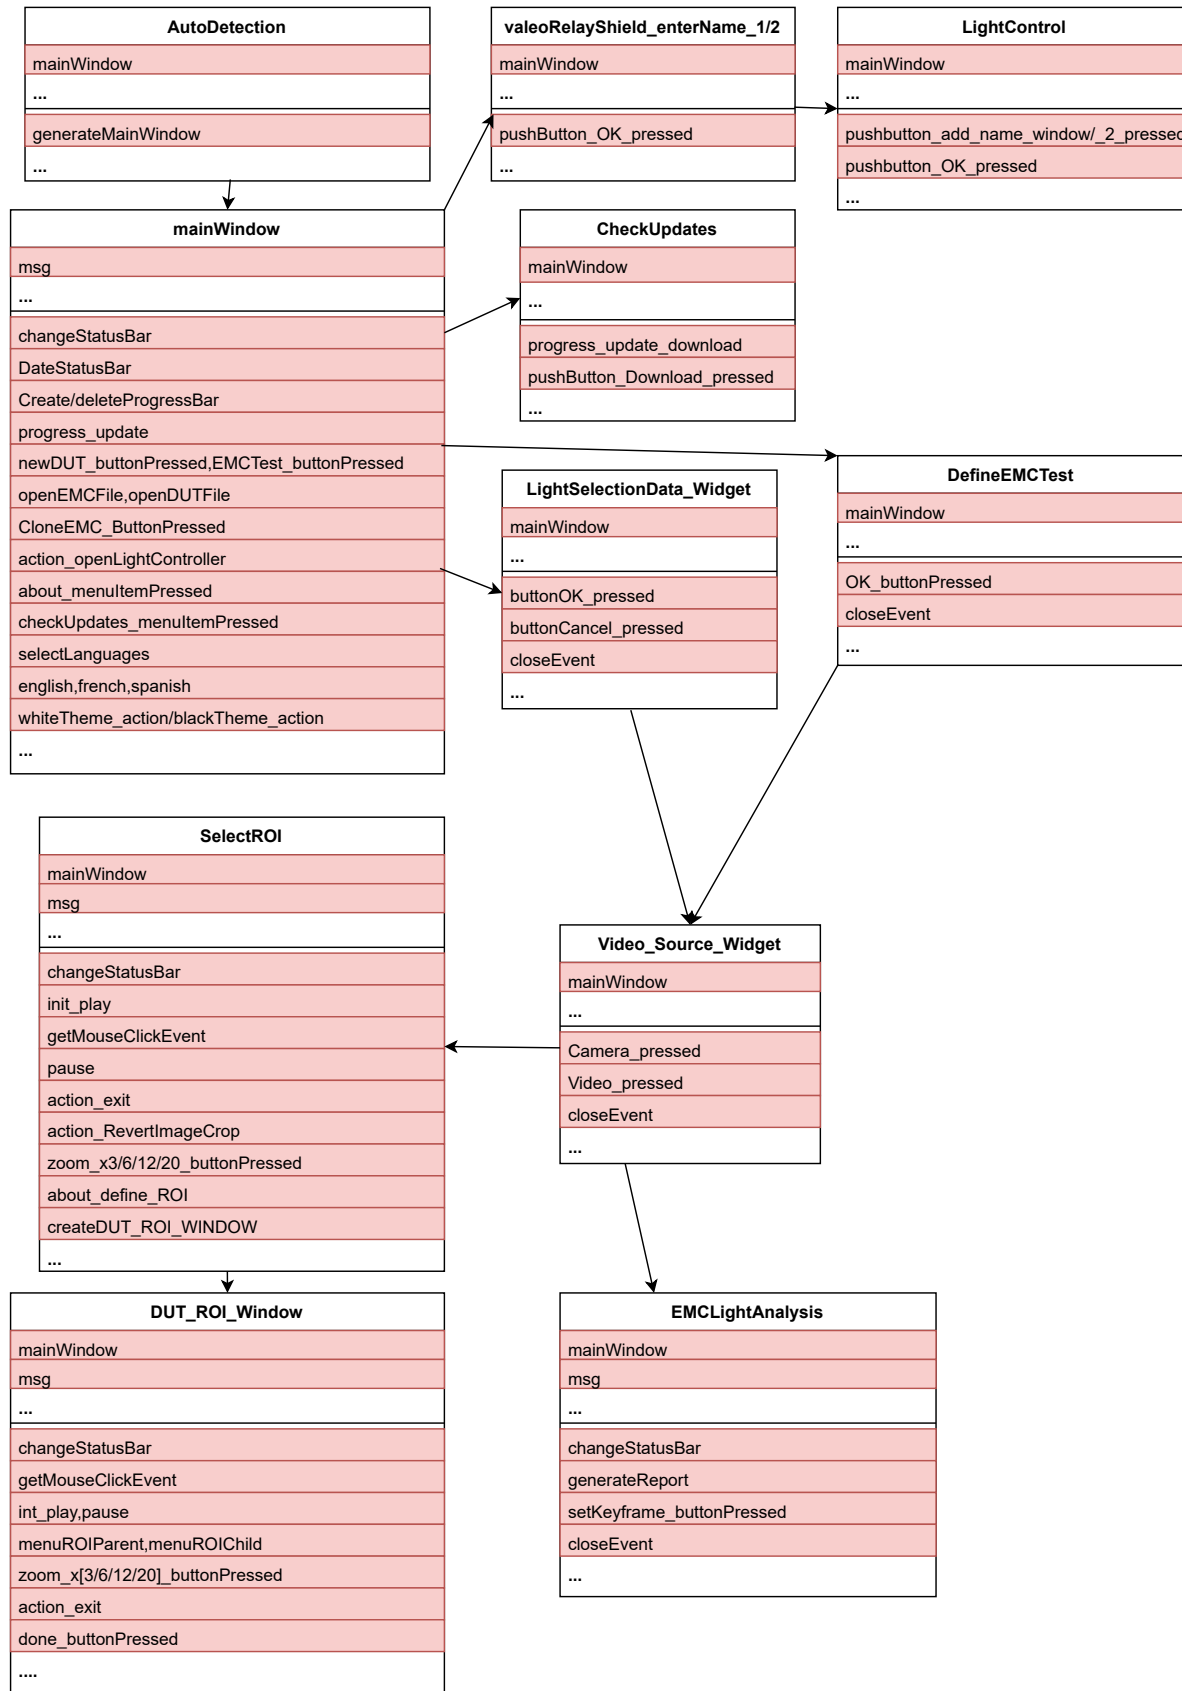 AutoDetection
mainWindow
...
generateMainWindow
...
valeoRelayShield_enterName_1/2
mainWindow
...
pushButton_OK_pressed
...
LightControl
mainWindow
...
pushbutton_add_name_window/_2_pressed
pushbutton_OK_pressed
...
mainWindow
msg
...
changeStatusBar
DateStatusBar
Create/deleteProgressBar
progress_update
newDUT_buttonPressed,EMCTest_buttonPressed
openEMCFile,openDUTFile
CloneEMC_ButtonPressed
action_openLightController
about_menuItemPressed
checkUpdates_menuItemPressed
selectLanguages
english,french,spanish
whiteTheme_action/blackTheme_action
...
CheckUpdates
mainWindow
...
progress_update_download
pushButton_Download_pressed
...
LightSelectionData_Widget
mainWindow
...
buttonOK_pressed
buttonCancel_pressed
closeEvent
...
DefineEMCTest
mainWindow
...
OK_buttonPressed
closeEvent
...
SelectROI
mainWindow
msg
...
changeStatusBar
init_play
getMouseClickEvent
pause
action_exit
action_RevertImageCrop
zoom_x3/6/12/20_buttonPressed
about_define_ROI
createDUT_ROI_WINDOW
...
Video_Source_Widget
mainWindow
...
Camera_pressed
Video_pressed
closeEvent
...
DUT_ROI_Window
mainWindow
msg
...
changeStatusBar
getMouseClickEvent
int_play,pause
menuROIParent,menuROIChild
zoom_x[3/6/12/20]_buttonPressed
action_exit
done_buttonPressed
....
EMCLightAnalysis
mainWindow
msg
...
changeStatusBar
generateReport
setKeyframe_buttonPressed
closeEvent
...